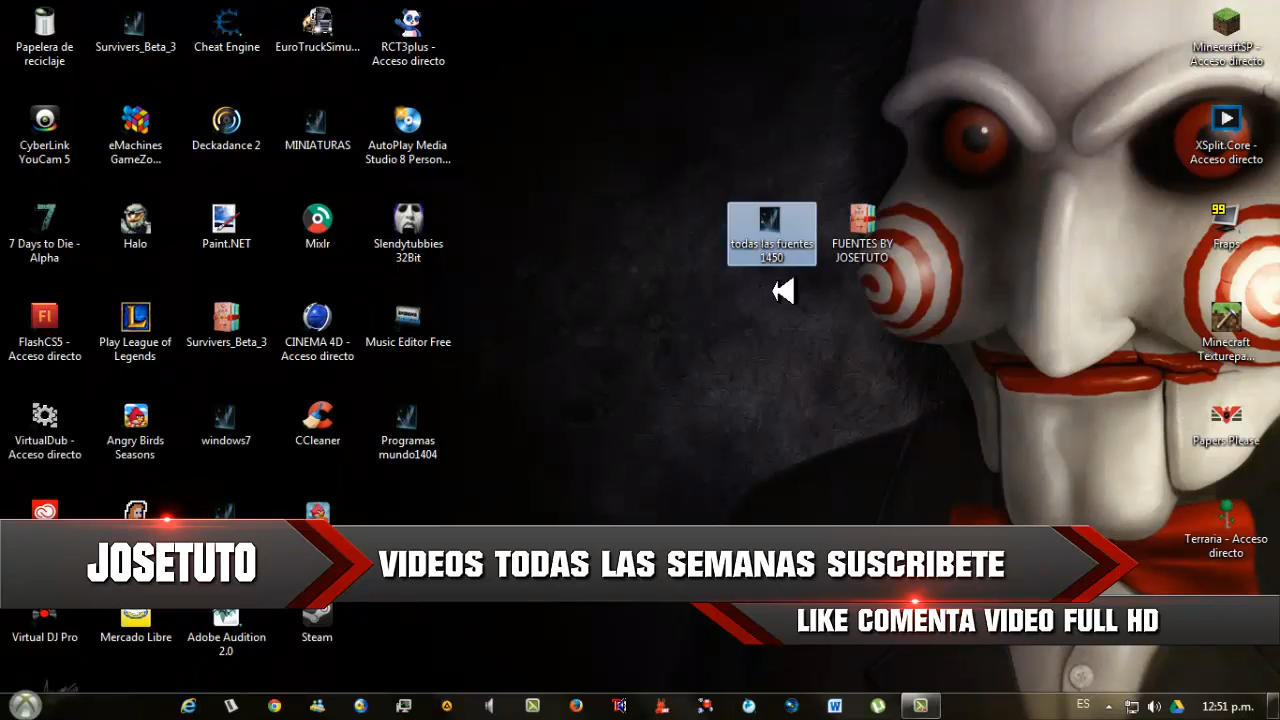 Papelera de
reciclaje
Survivers_Beta_3
Cheat Engine
EuroTruckSimu...
RCT3plus -
Acceso directo
MinecraftSP -
Acceso directo
CyberLink
YouCam 5
eMachines
GameZo...
Deckadance 2
MINIATURAS
AutoPlay Media
Studio 8 Person...
XSplit.Core -
Acceso directo
7 Days to Die -
Alpha
Halo
Paint.NET
Mixlr
Slendytubbies
32Bit
todas las fuentes
1450
FUENTES BY
JOSETUTO
99
Fraps
FlashCS5 -
Acceso directo
Play League of
Legends
Survivers_Beta_3
CINEMA 4D -
Acceso directo
Music Editor Free
Minecraft
Texturepa...
VirtualDub -
Acceso directo
Angry Birds
Seasons
windows7
CCleaner
Programas
mundo1404
Papers Please
Terraria - Acceso
directo
JOSETUTO
VIDEOS TODAS LAS SEMANAS SUSCRIBETE
LIKE COMENTA VIDEO FULL HD
Virtual DJ Pro
Mercado Libre
Adobe Audition
2.0
Steam
ES
12:51 p.m.